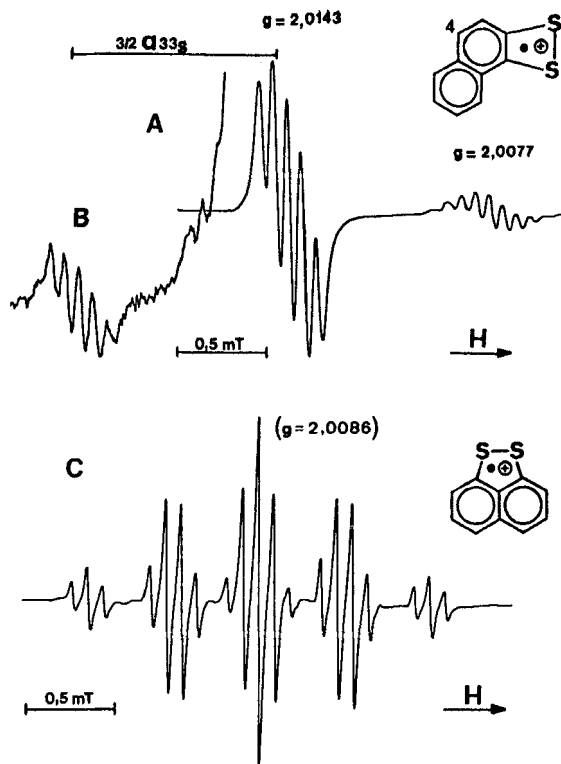 g = 2,0143
3/2 a33s
4
S
S
A
g = 2,0077
B
0,5 mT
H
(g = 2,0086)
C
S—S
0,5 mT
H